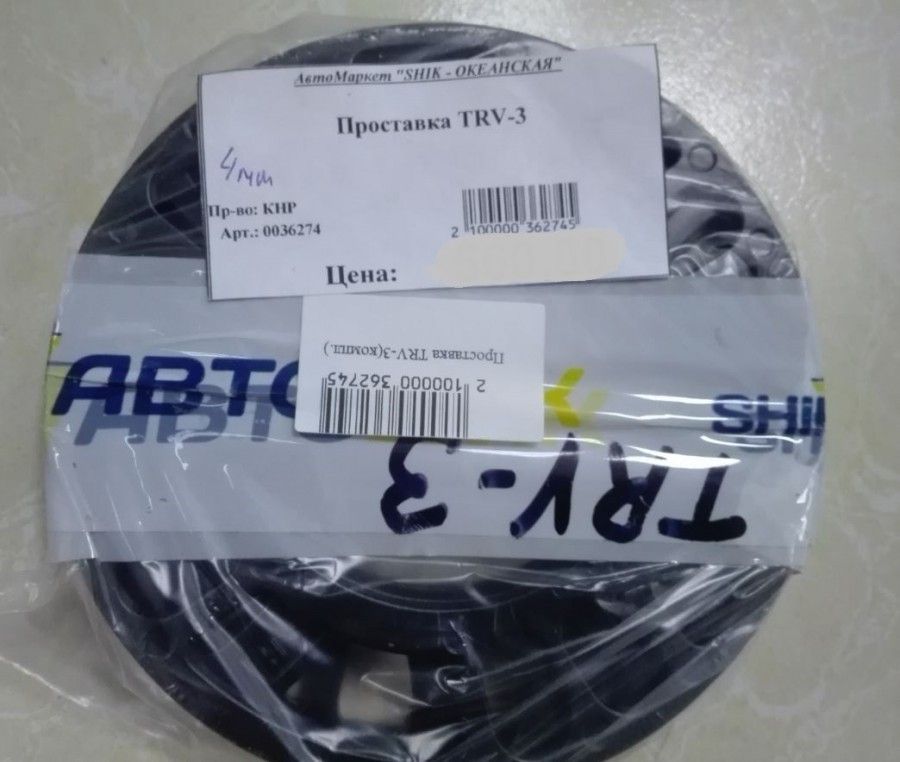 АвтоМаркет "SHIK - ОКЕАНСКАЯ"
Проставка TRV-3
4мм
Пр-во: КНР
Арт.: 0036274
2 100000 362745
Цена:
Проставка TRV-3(компл.)
2 100000 362745
АВТО
SHIK
TRV-3